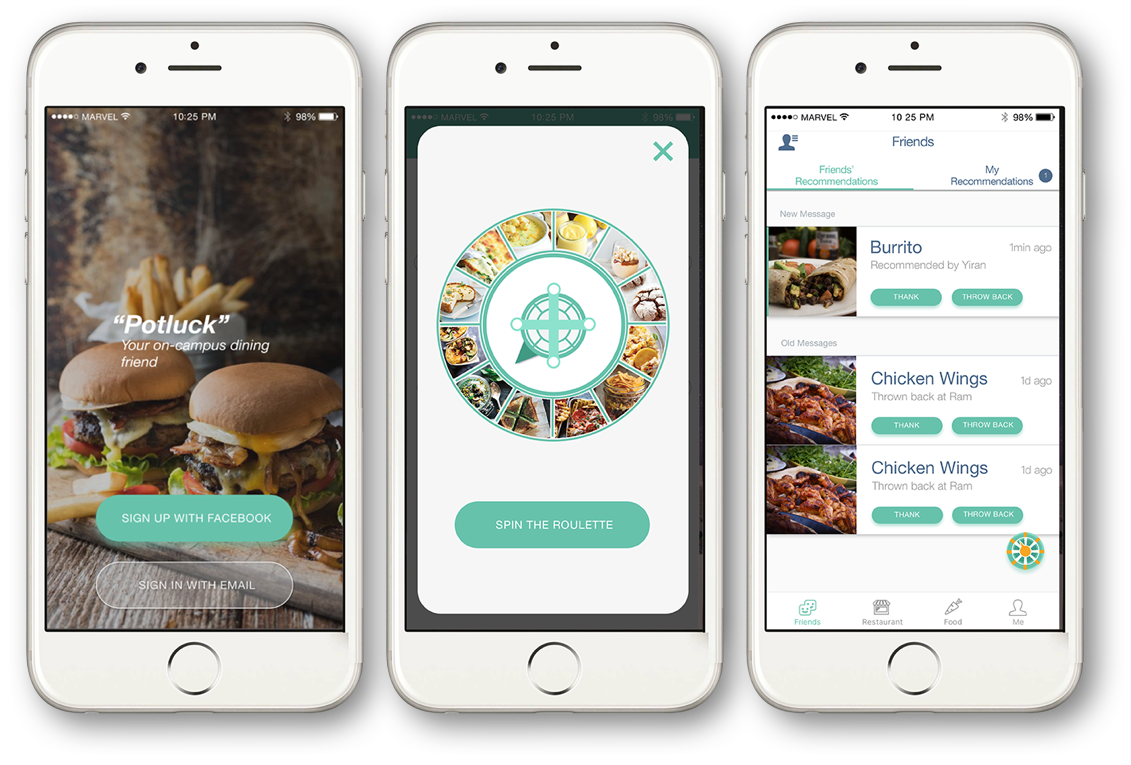 MARVEL 10:25 PM 98%
“Potluck”
Your on-campus dining
friend
SIGN UP WITH FACEBOOK
SIGN IN WITH EMAIL
MARVEL 10:25 PM 98%
SPIN THE ROULETTE
MARVEL 10 25 PM 98%
Friends
Friends'
Recommendations
My
Recommendations
1
New Message
Burrito 1min ago
Recommended by Yiran
THANK THROW BACK
Old Messages
Chicken Wings 1d ago
Thrown back at Ram
THANK THROW BACK
Chicken Wings 1d ago
Thrown back at Ram
THANK THROW BACK
Friends Restaurant Food Me